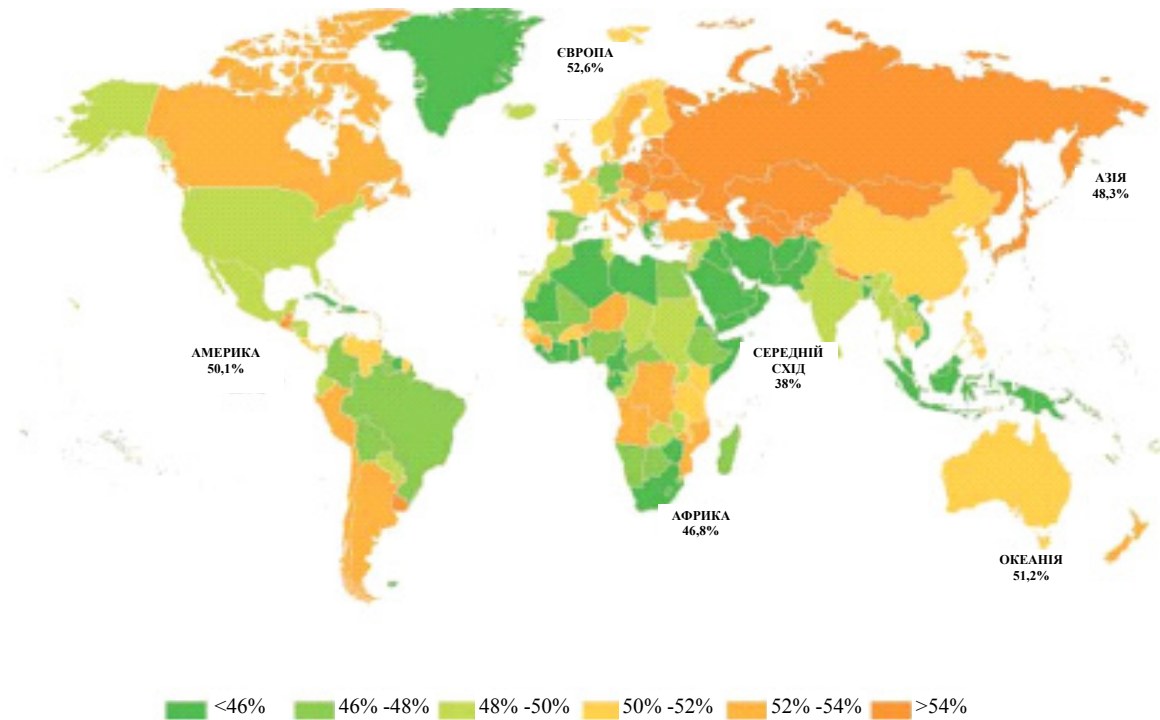 ЄВРОПА
52,6%
АЗІЯ
48,3%
АМЕРИКА
50,1%
СЕРЕДНІЙ
СХІД
38%
АФРИКА
46,8%
ОКЕАНІЯ
51,2%
<46%
46% -48%
48% -50%
50% -52%
52% -54%
>54%